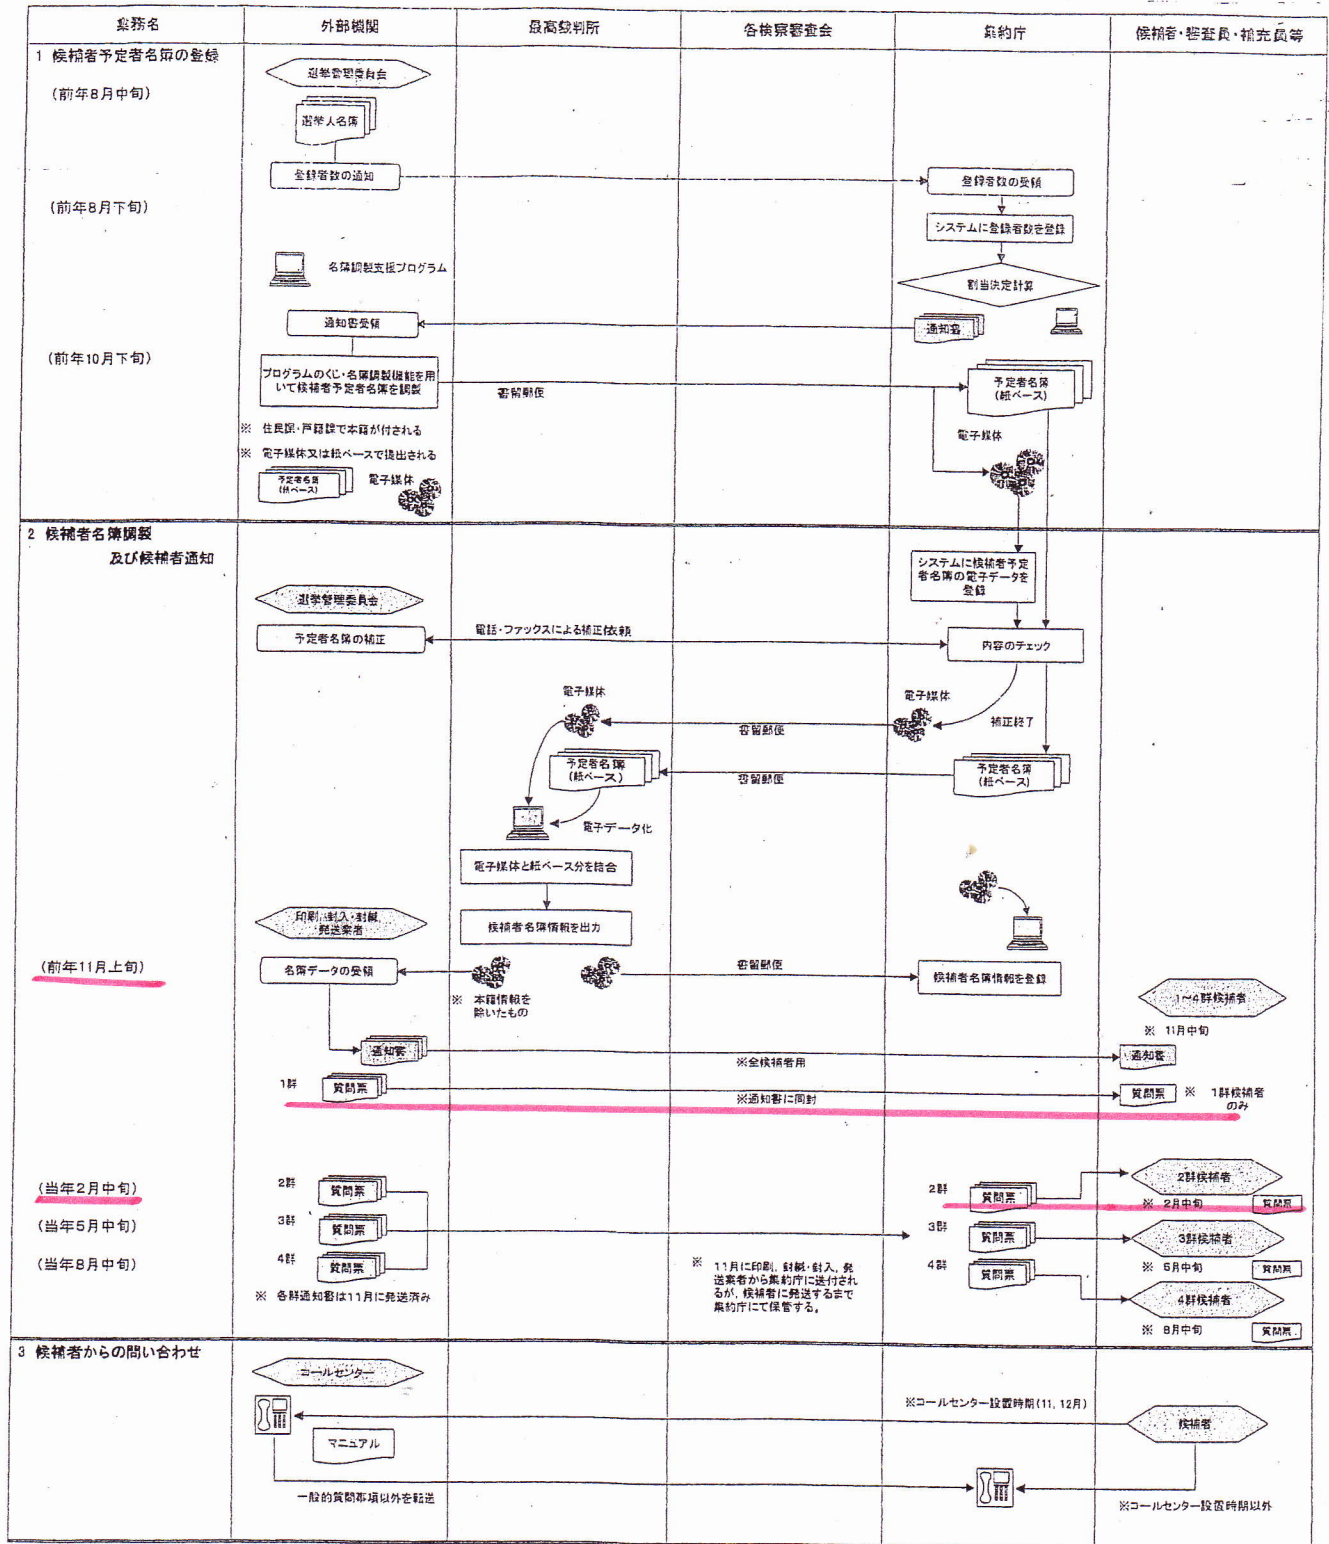 業務名
外部機関
最高裁判所
各検察審査会
集約庁
候補者・審査員・補充員等
1 候補者予定者名簿の登録
選挙管理委員会
(前年8月中旬)
選挙人名簿
登録者数の通知
登録者数の受領
(前年8月下旬)
システムに登録者数を登録
名簿調製支援プログラム
割当決定計算
通知書受領
通知書
(前年10月下旬)
プログラムのくじ・名簿調製機能を用
いて候補者予定者名簿を調製
書留郵便
予定者名簿
(紙ベース)
※ 住民課・戸籍課で本籍が付される
電子媒体
※ 電子媒体又は紙ベースで提出される
予定者名簿
(紙ベース)
電子媒体
2 候補者名簿調製
及び候補者通知
システムに候補者予定
者名簿の電子データを
登録
選挙管理委員会
予定者名簿の補正
電話・ファックスによる補正依頼
内容のチェック
電子媒体
電子媒体
書留郵便
補正終了
予定者名簿
(紙ベース)
書留郵便
予定者名簿
(紙ベース)
電子データ化
電子媒体と紙ベース分を結合
印刷, 封入・封緘,
発送業者
候補者名簿情報を出力
(前年11月上旬)
名簿データの受領
書留郵便
候補者名簿情報を登録
※ 本籍情報を
除いたもの
1～4群候補者
※ 11月中旬
通知書
※全候補者用
通知書
1群
質問票
※通知書に同封
質問票
※ 1群候補者
のみ
(当年2月中旬)
2群
質問票
2群
質問票
2群候補者
※ 2月中旬
質問票
(当年5月中旬)
3群
質問票
3群
質問票
3群候補者
※ 5月中旬
質問票
(当年8月中旬)
4群
質問票
4群
質問票
4群候補者
※ 8月中旬
質問票
※ 各群通知書は11月に発送済み
※ 11月に印刷, 封緘・封入, 発
送業者から集約庁に送付され
るが, 候補者に発送するまで
集約庁にて保管する。
3 候補者からの問い合わせ
コールセンター
※コールセンター設置時期(11, 12月)
候補者
マニュアル
一般的質問事項以外を転送
※コールセンター設置時期以外